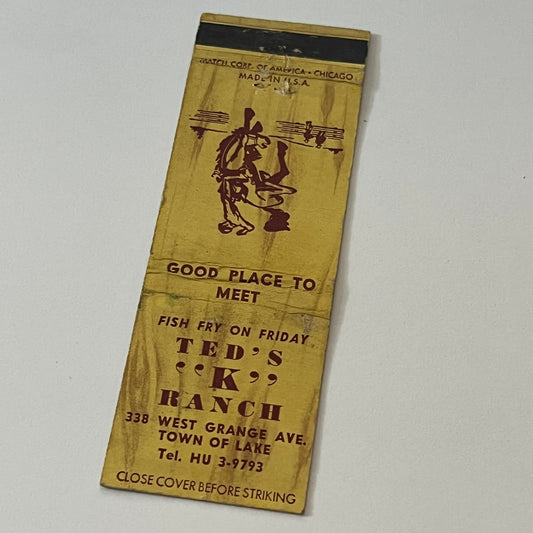 MATCH CORP. OF AMERICA • CHICAGO
MADE IN U.S.A.
GOOD PLACE TO
MEET
FISH FRY ON FRIDAY
TED'S
“K”
RANCH
338 WEST GRANGE AVE.
TOWN OF LAKE
Tel. HU 3-9793
CLOSE COVER BEFORE STRIKING